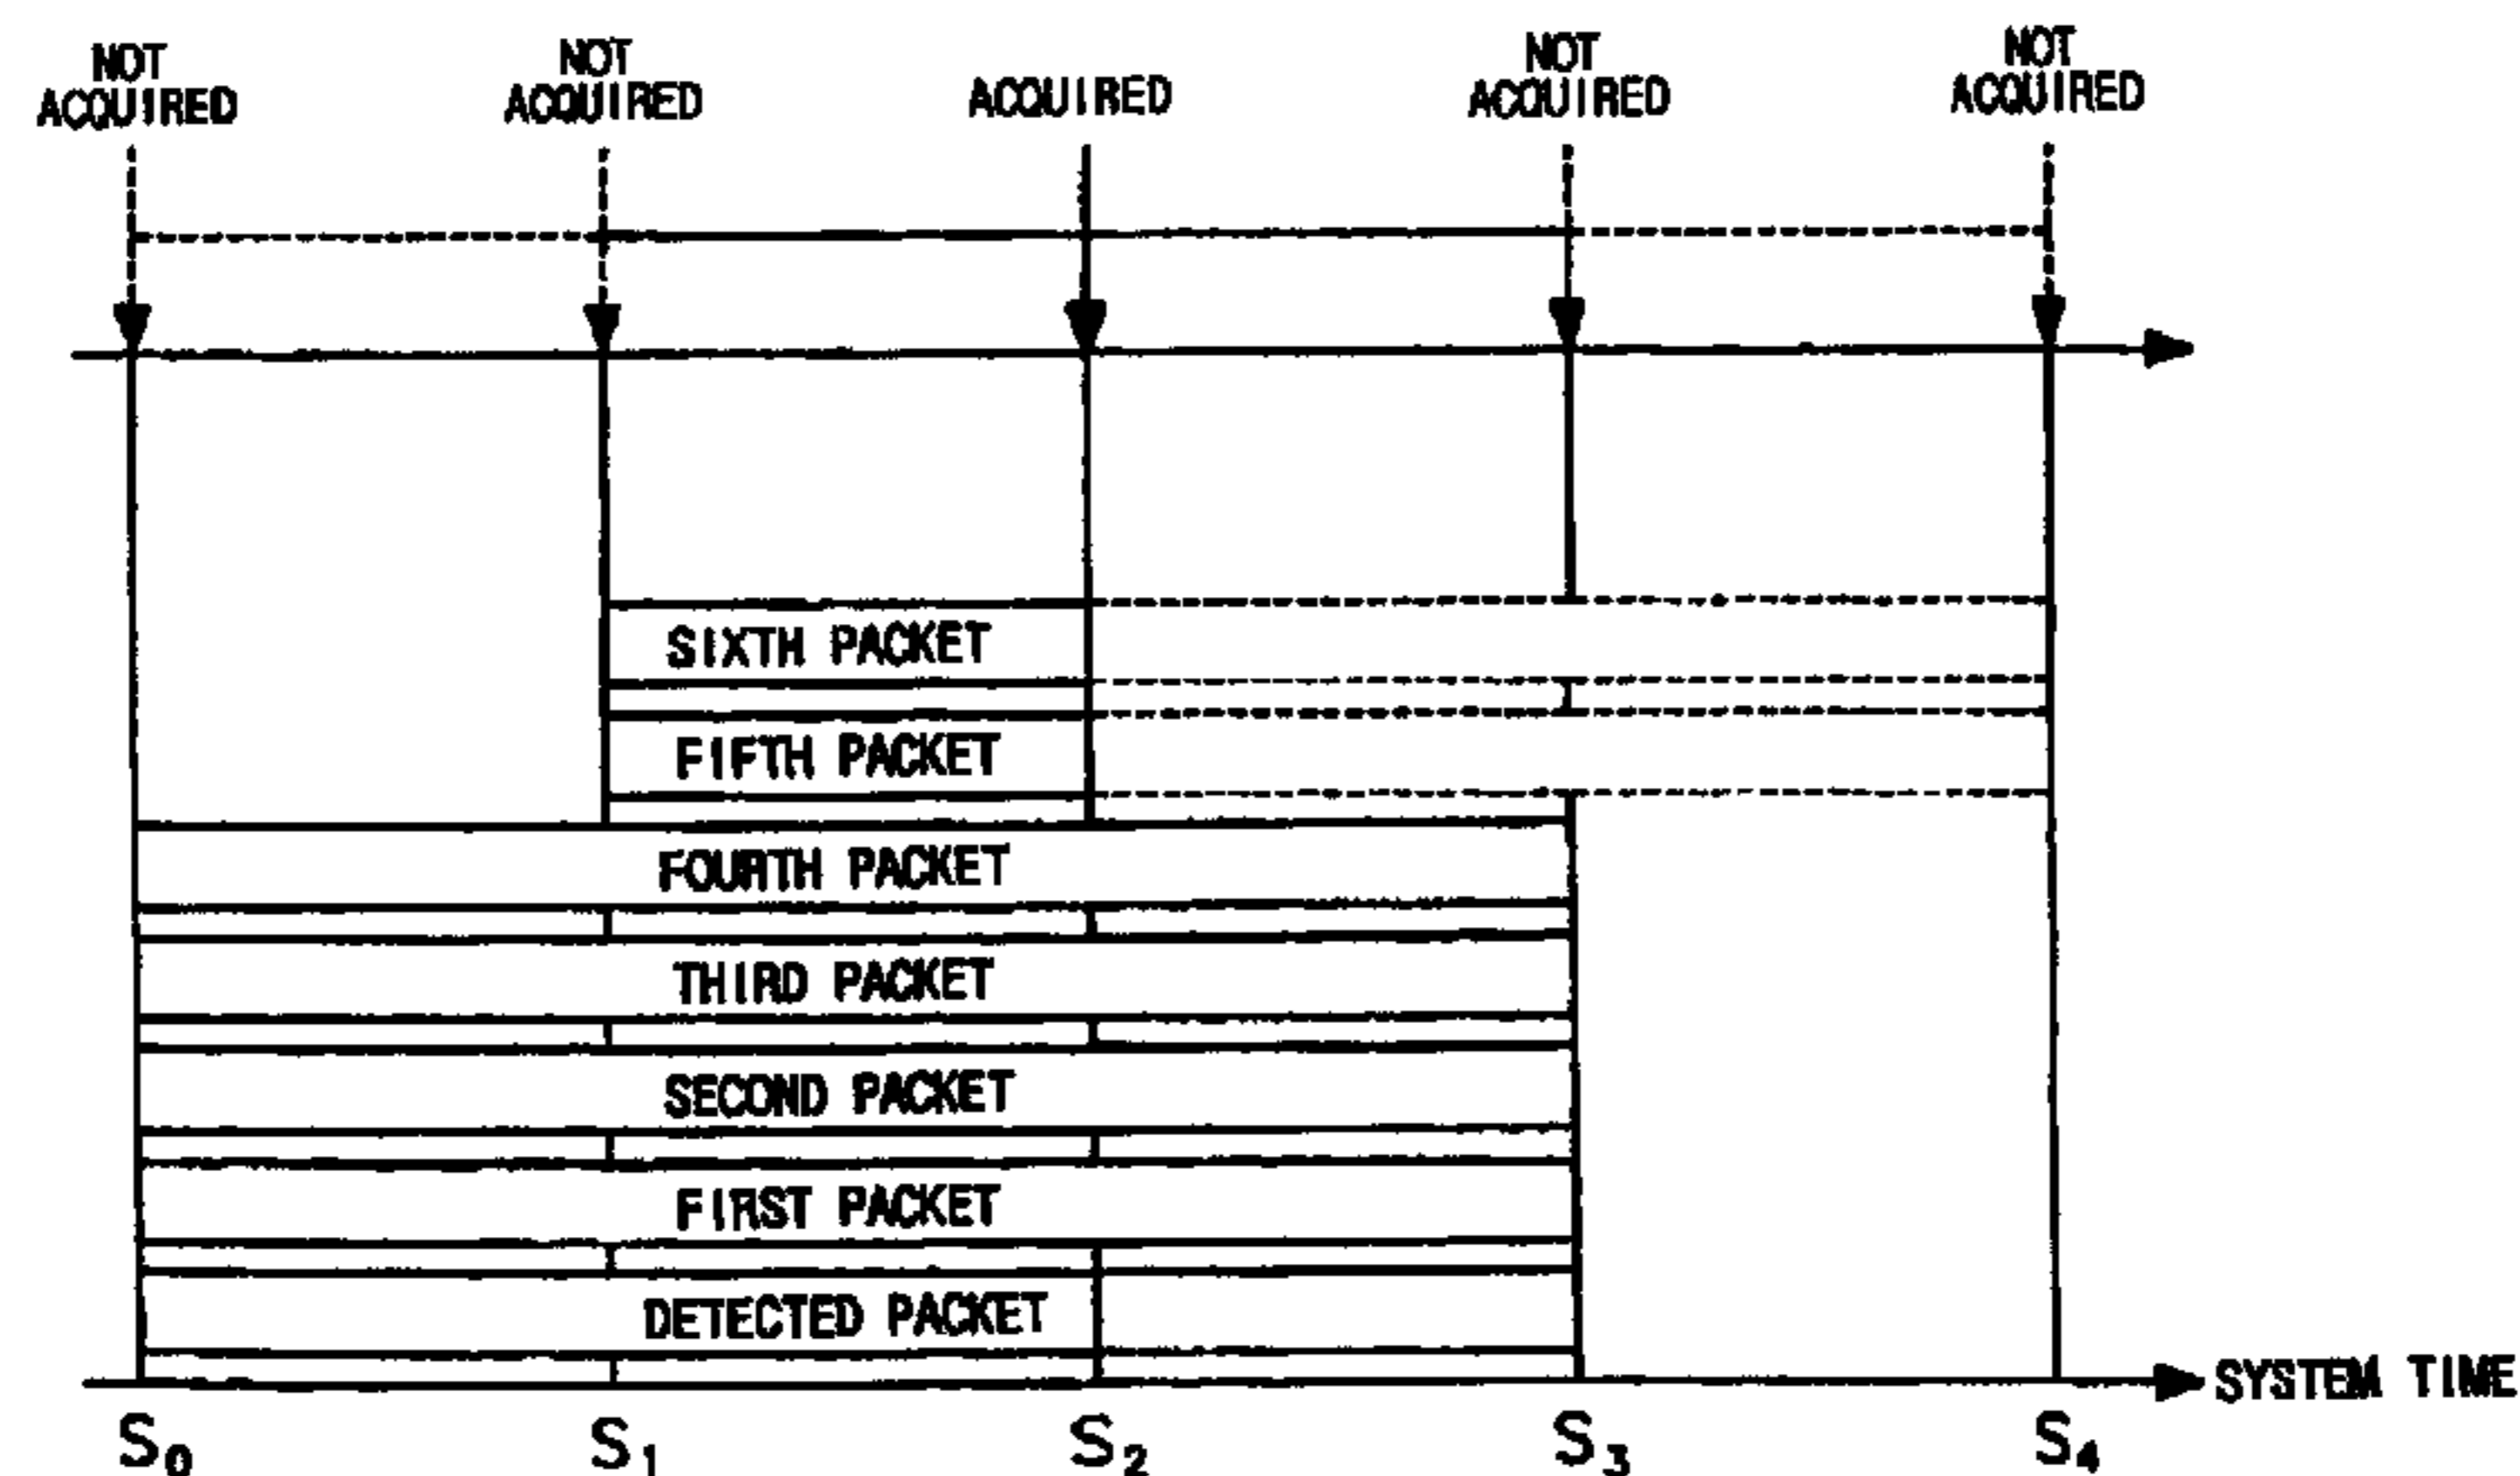 NOT
ACQUIRED
NOT
ACQUIRED
ACQUIRED
NOT
ACQUIRED
NOT
ACQUIRED
SIXTH PACKET
FIFTH PACKET
FOURTH PACKET
THIRD PACKET
SECOND PACKET
FIRST PACKET
DETECTED PACKET
SYSTEM TIME
S0
S1
S2
S3
S4